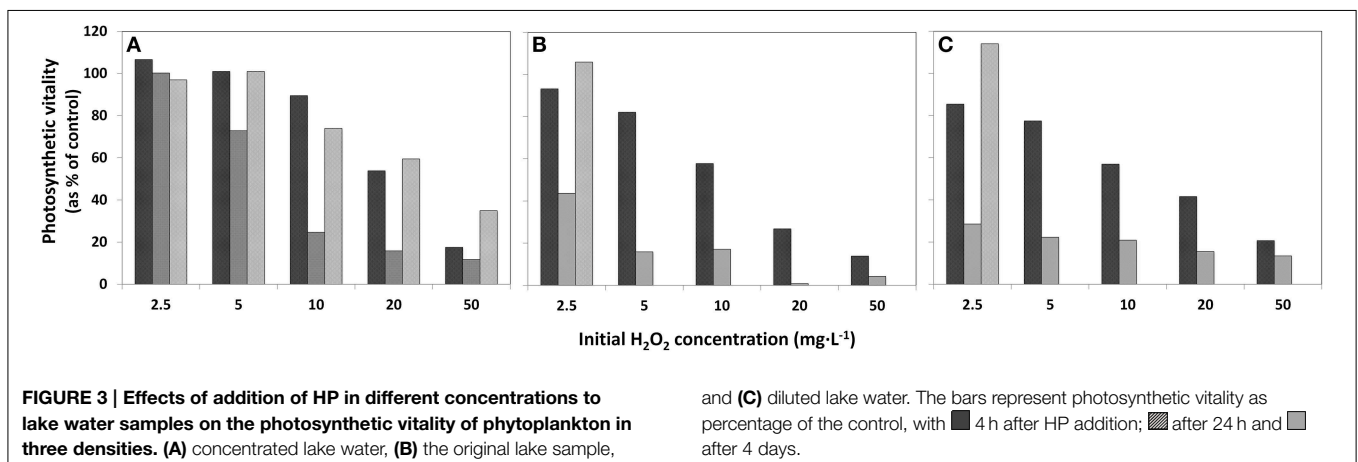 120
100
80
60
40
20
0
Photosynthetic vitality
(as % of control)
A
2.5 5 10 20 50
B
2.5 5 10 20 50
C
2.5 5 10 20 50
Initial H₂O₂ concentration (mg·L⁻¹)
FIGURE 3 | Effects of addition of HP in different concentrations to
lake water samples on the photosynthetic vitality of phytoplankton in
three densities. (A) concentrated lake water, (B) the original lake sample,
and (C) diluted lake water. The bars represent photosynthetic vitality as
percentage of the control, with 4 h after HP addition; after 24 h and
after 4 days.